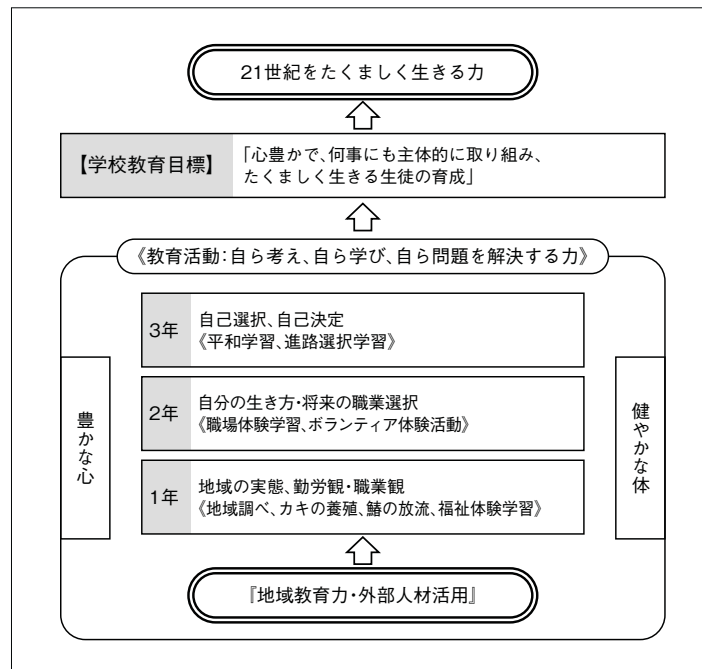 21世紀をたくましく生きる力
【学校教育目標】
「心豊かで、何事にも主体的に取り組み、
たくましく生きる生徒の育成」
《教育活動:自ら考え、自ら学び、自ら問題を解決する力》
豊かな心
3年
自己選択、自己決定
《平和学習、進路選択学習》
2年
自分の生き方・将来の職業選択
《職場体験学習、ボランティア体験活動》
1年
地域の実態、勤労観・職業観
《地域調べ、カキの養殖、鰆の放流、福祉体験学習》
健やかな体
『地域教育力・外部人材活用』